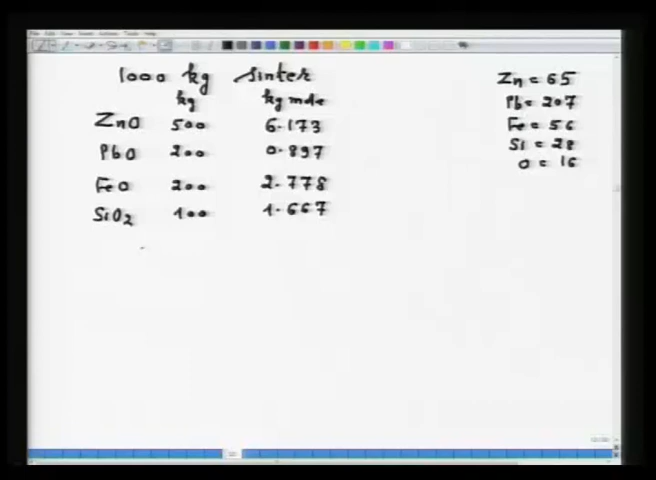 1000 kg sinter
kg kg mole
ZnO 500 6.173
PbO 200 0.897
FeO 200 2.778
SiO2 100 1.667
Zn = 65
Pb = 207
Fe = 56
Si = 28
O = 16